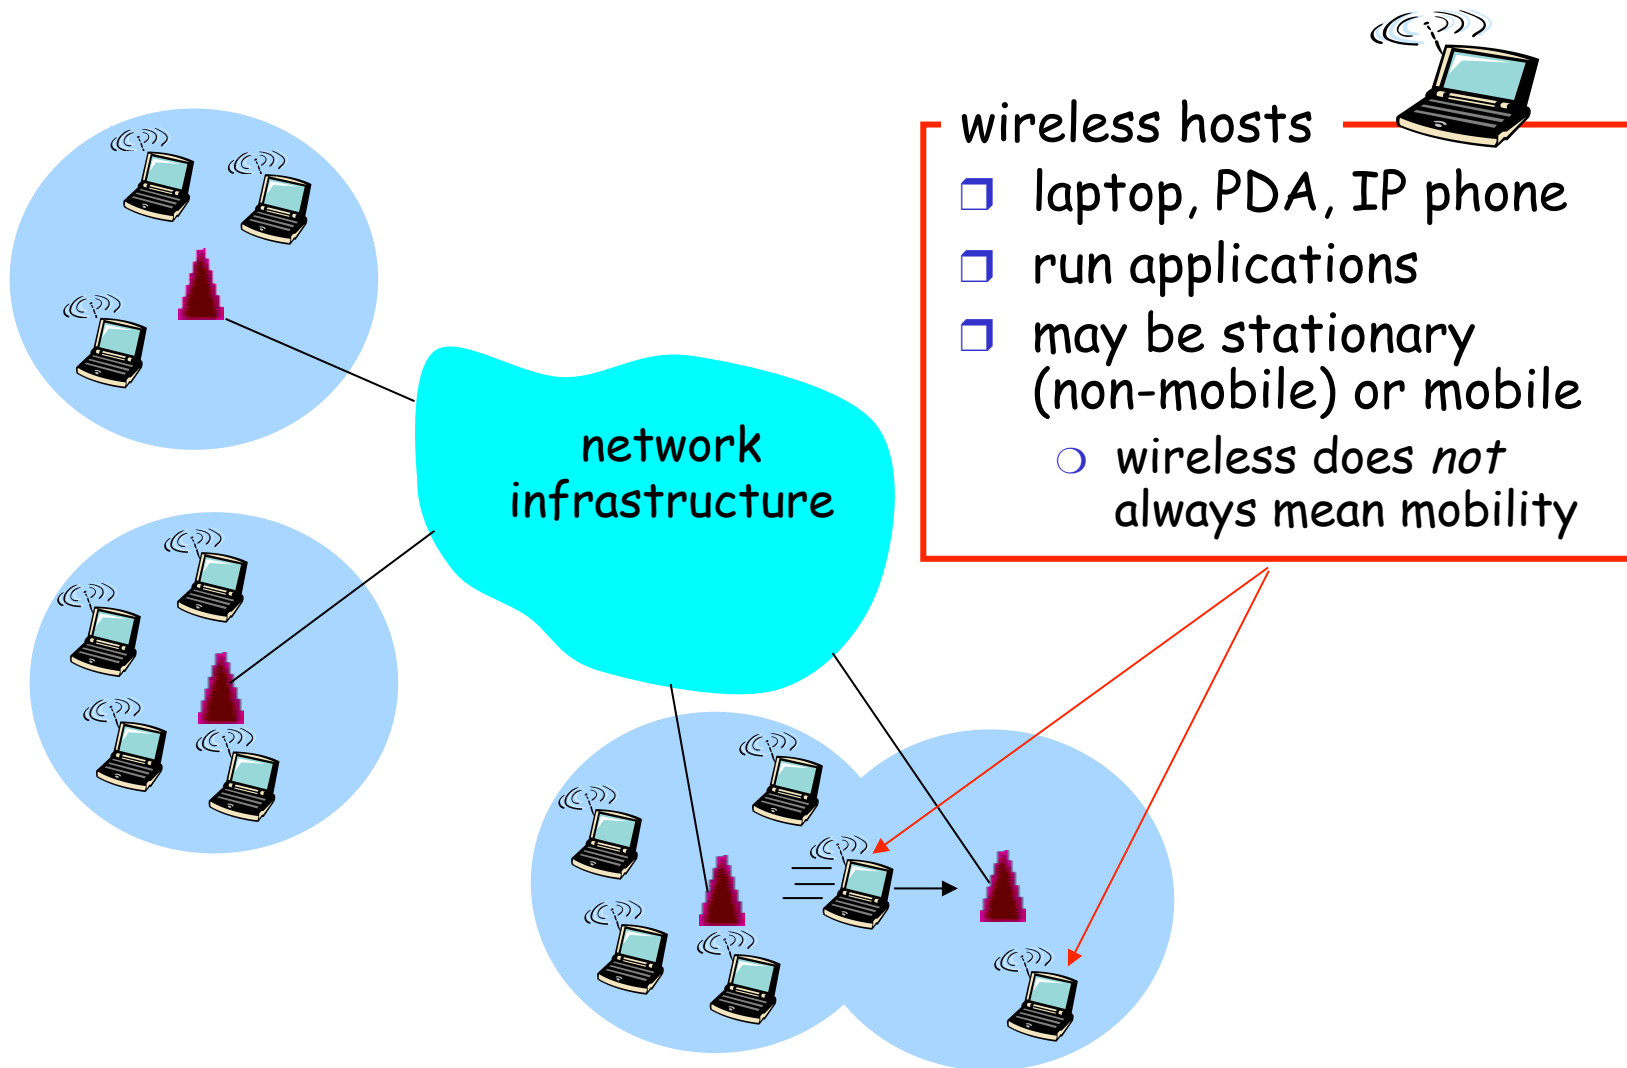 wireless hosts
laptop, PDA, IP phone
run applications
may be stationary
(non-mobile) or mobile
wireless does not
always mean mobility
network
infrastructure